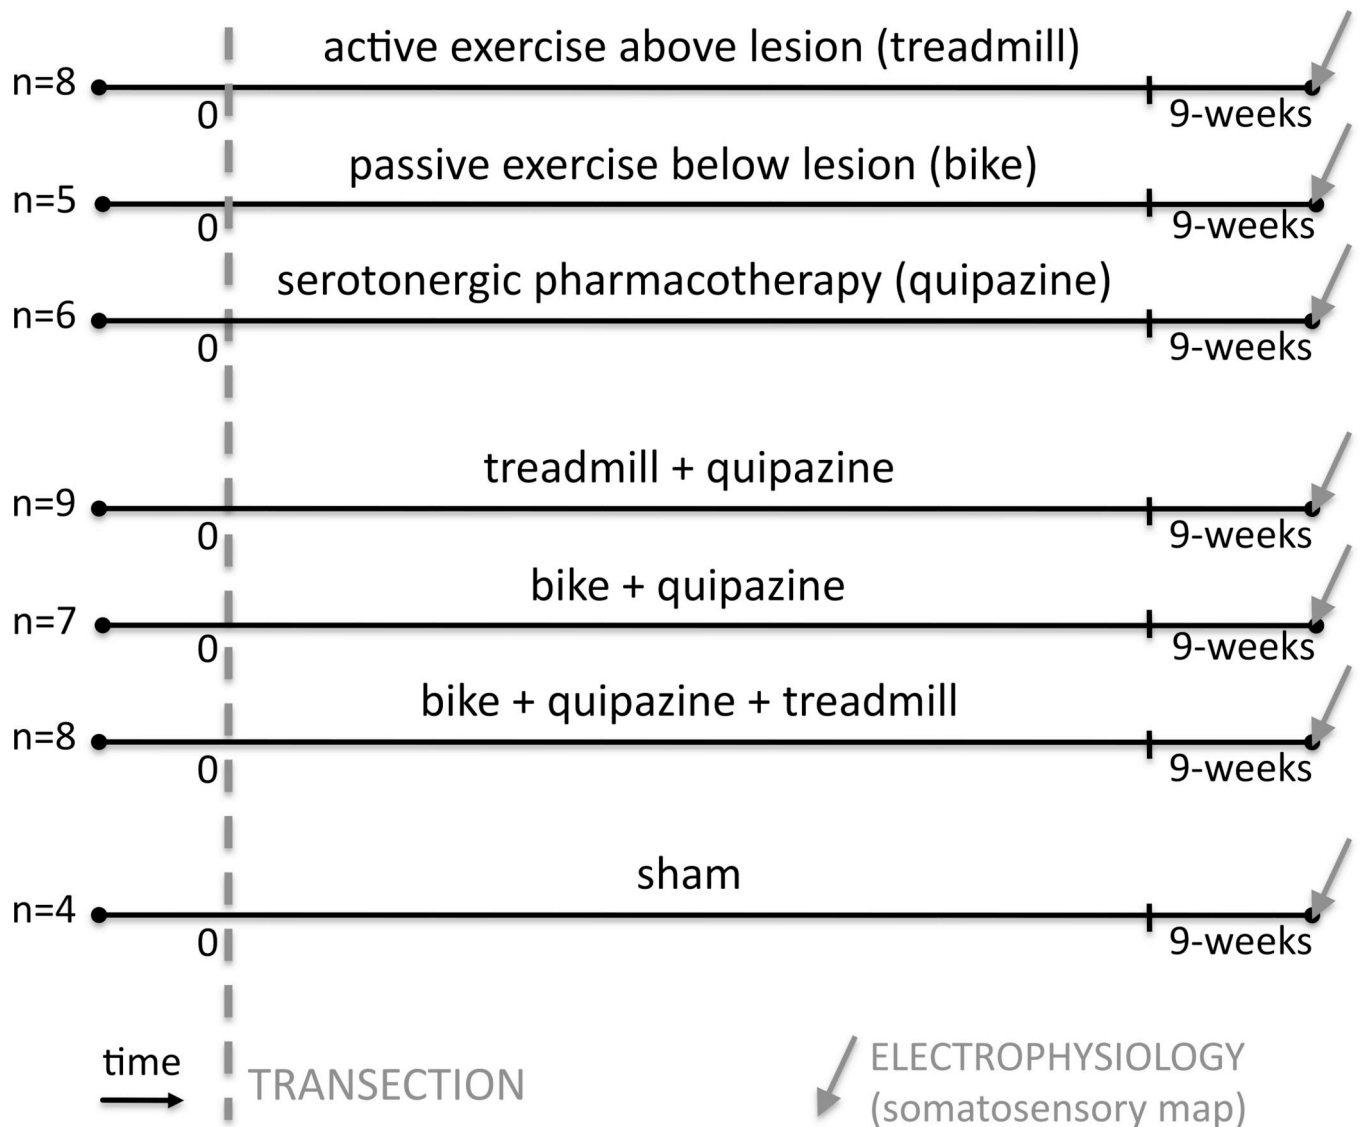 active exercise above lesion (treadmill)
n=8
0
9-weeks
passive exercise below lesion (bike)
n=5
0
9-weeks
serotonergic pharmacotherapy (quipazine)
n=6
0
9-weeks
treadmill + quipazine
n=9
0
9-weeks
bike + quipazine
n=7
0
9-weeks
bike + quipazine + treadmill
n=8
0
9-weeks
sham
n=4
0
9-weeks
time
TRANSECTION
ELECTROPHYSIOLOGY
(somatosensory map)